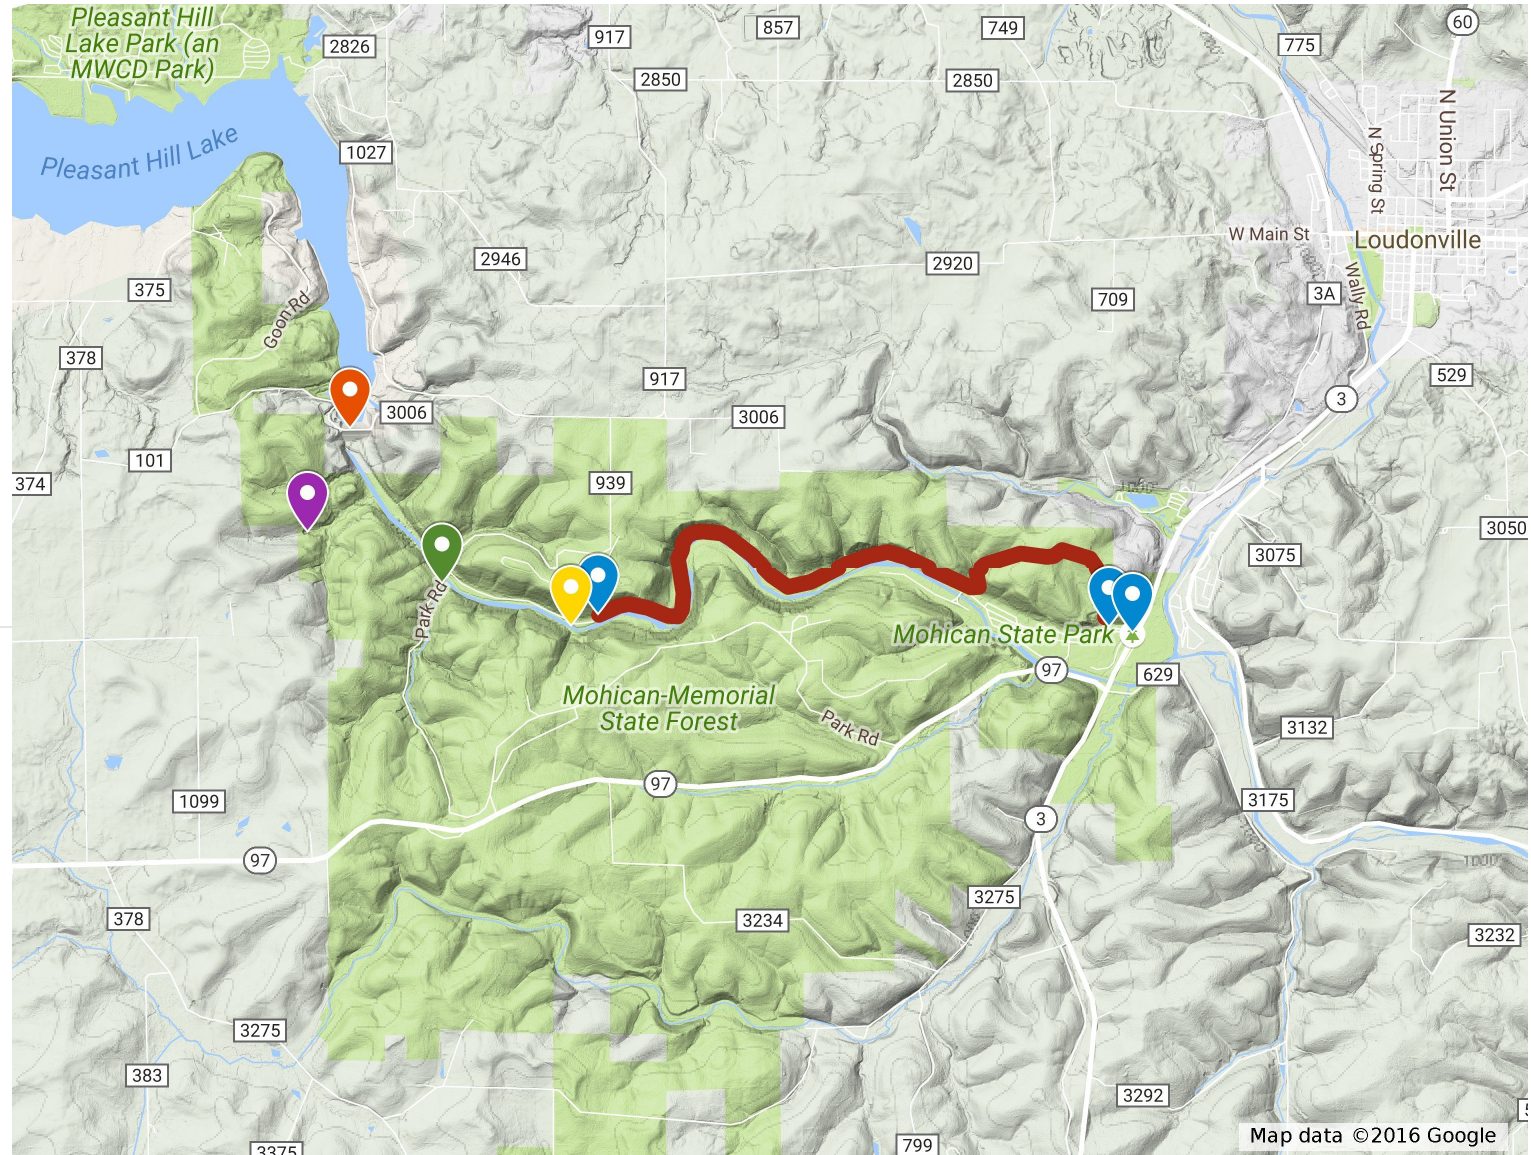 Pleasant Hill
Lake Park (an
MWCD Park)
2826
917
857
749
775
60
2850
2850
N Union St
N Spring St
Pleasant Hill Lake
1027
W Main St
Loudonville
2946
2920
375
3A
Wally Rd
709
Goon Rd
378
917
529
3
3006
3006
101
374
939
1000
3050
3075
Park Rd
Mohican State Park
97
629
Mohican-Memorial
State Forest
Park Rd
3132
97
1099
3175
3
97
1000
3275
378
3234
3232
3275
383
3292
799
3375
5
Map data ©2016 Google